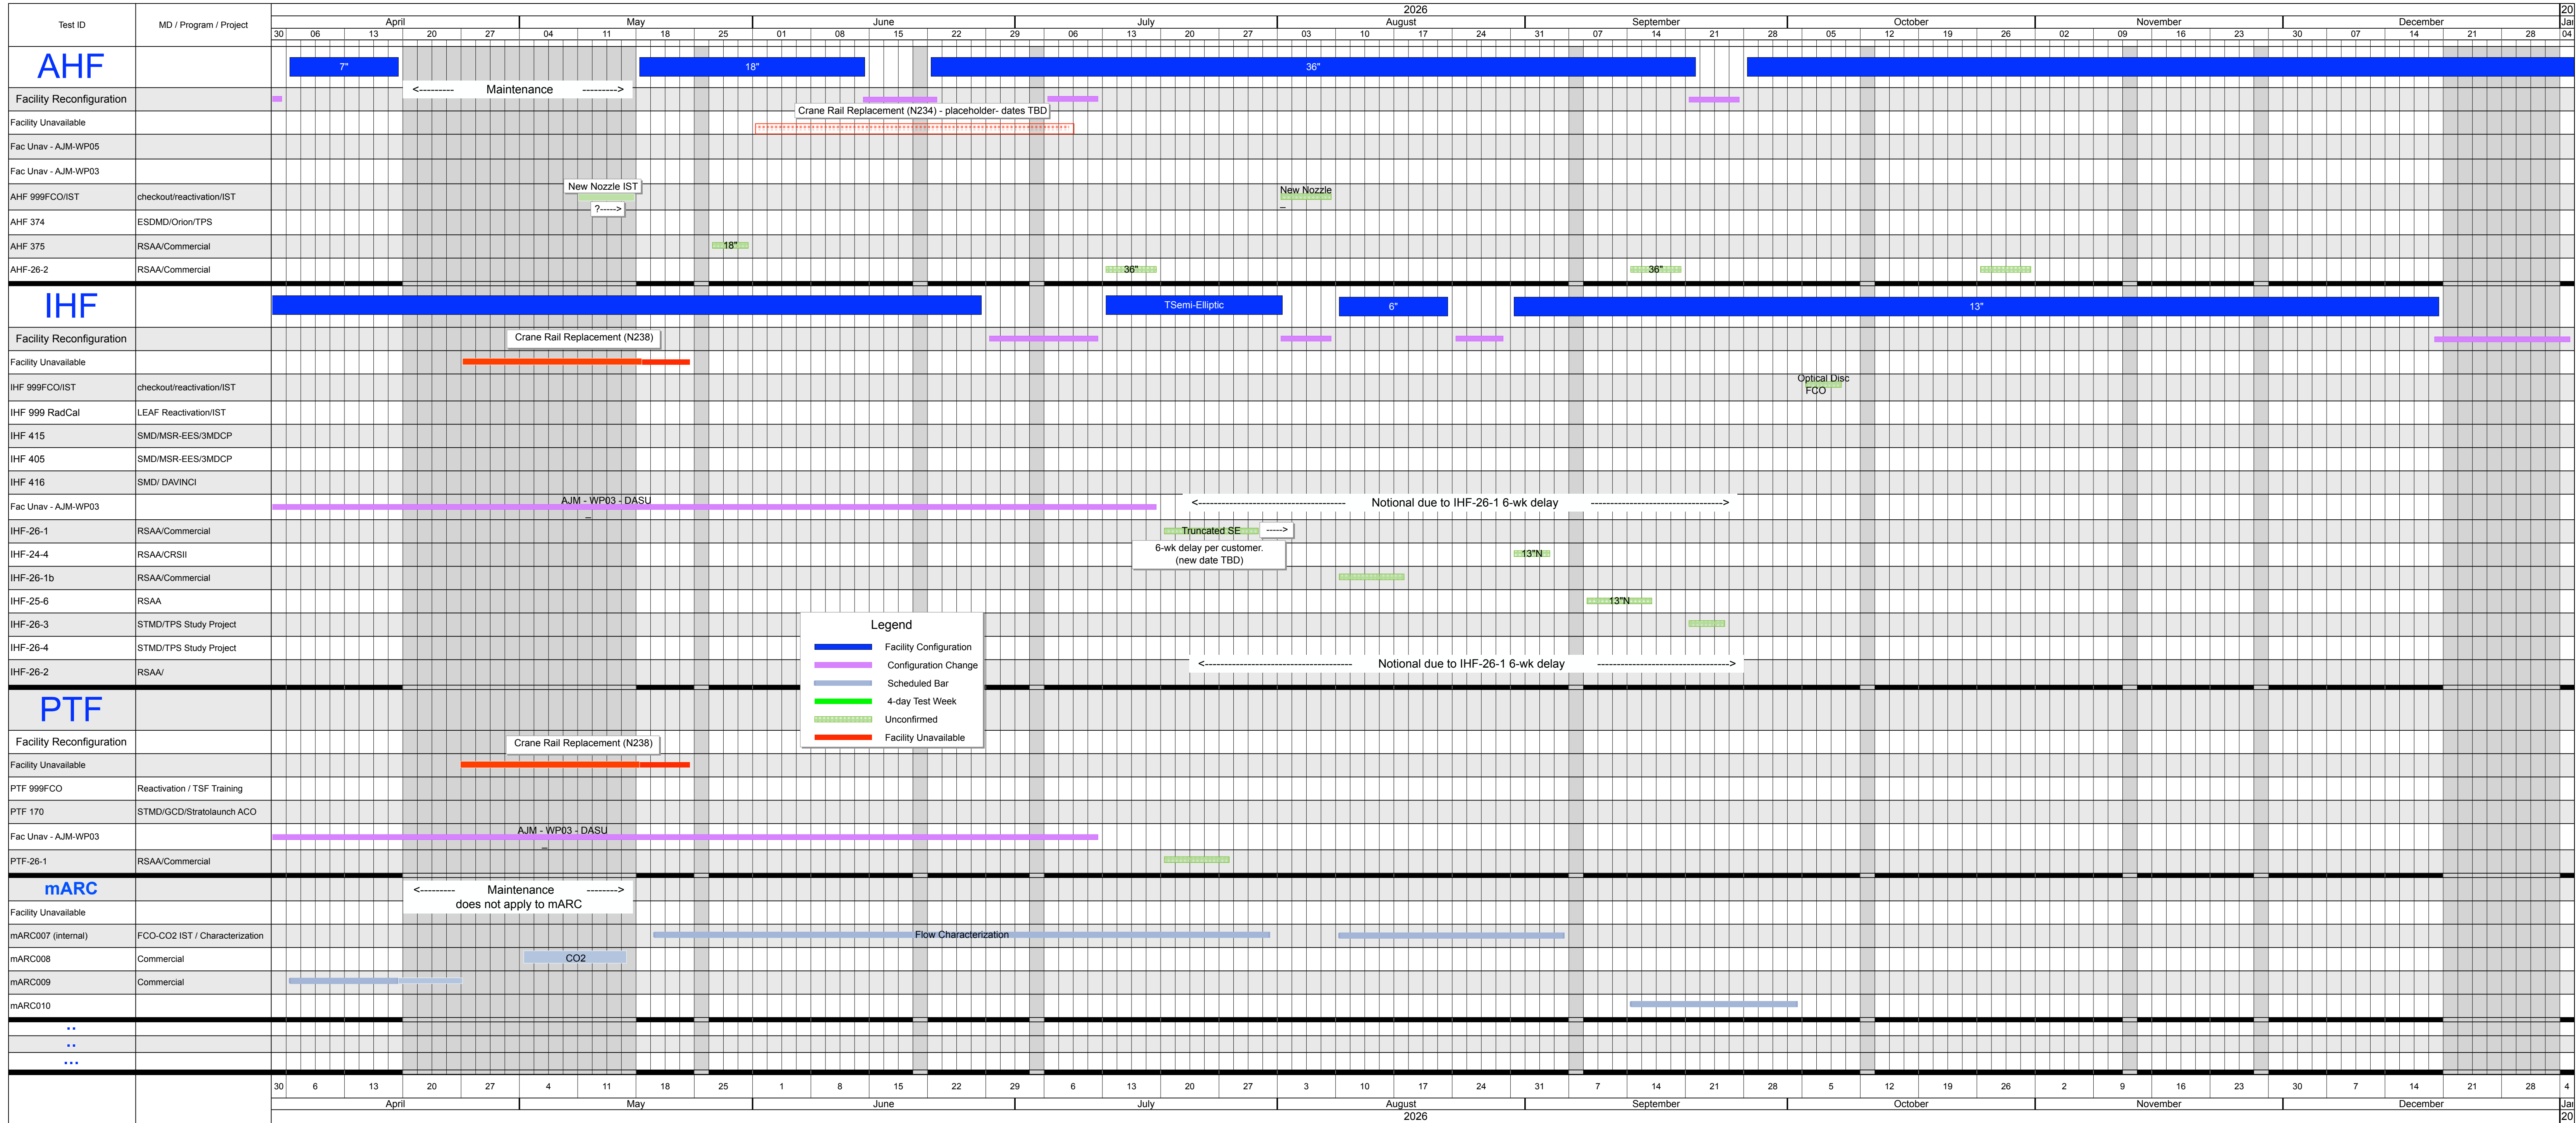 2026
20
Test ID MD / Program / Project April May June July August September October November December Jan
30 06 13 20 27 04 11 18 25 01 08 15 22 29 06 13 20 27 03 10 17 24 31 07 14 21 28 05 12 19 26 02 09 16 23 30 07 14 21 28 04
AHF 7" 18" 36"
<--------- Maintenance --------->
Facility Reconfiguration
Crane Rail Replacement (N234) - placeholder- dates TBD
Facility Unavailable
Fac Unav - AJM-WP05
Fac Unav - AJM-WP03
New Nozzle IST
New Nozzle
AHF 999FCO/IST checkout/reactivation/IST
?----->
AHF 374 ESDMD/Orion/TPS
AHF 375 RSAA/Commercial 18"
AHF-26-2 RSAA/Commercial 36" 36"
IHF TSemi-Elliptic 6" 13"
Facility Reconfiguration Crane Rail Replacement (N238)
Facility Unavailable
Optical Disc
IHF 999FCO/IST checkout/reactivation/IST
FCO
IHF 999 RadCal LEAF Reactivation/IST
IHF 415 SMD/MSR-EES/3MDCP
IHF 405 SMD/MSR-EES/3MDCP
IHF 416 SMD/ DAVINCI
AJM - WP03 - DASU
Fac Unav - AJM-WP03 <------------------------------------ Notional due to IHF-26-1 6-wk delay --------------------------------->
IHF-26-1 RSAA/Commercial Truncated SE ----->
6-wk delay per customer.
(new date TBD)
IHF-24-4 RSAA/CRSII 13"N
IHF-26-1b RSAA/Commercial
IHF-25-6 RSAA 13"N
IHF-26-3 STMD/TPS Study Project
IHF-26-4 STMD/TPS Study Project
IHF-26-2 RSAA/ <------------------------------------ Notional due to IHF-26-1 6-wk delay --------------------------------->
Legend
Facility Configuration
Configuration Change
Scheduled Bar
4-day Test Week
Unconfirmed
Facility Unavailable
PTF
Facility Reconfiguration Crane Rail Replacement (N238)
Facility Unavailable
PTF 999FCO Reactivation / TSF Training
PTF 170 STMD/GCD/Stratolaunch ACO
AJM - WP03 - DASU
Fac Unav - AJM-WP03
PTF-26-1 RSAA/Commercial
mARC <--------- Maintenance -------->
does not apply to mARC
Facility Unavailable
mARC007 (internal) FCO-CO2 IST / Characterization Flow Characterization
mARC008 Commercial CO2
mARC009 Commercial
mARC010
..
..
...
30 6 13 20 27 4 11 18 25 1 8 15 22 29 6 13 20 27 3 10 17 24 31 7 14 21 28 5 12 19 26 2 9 16 23 30 7 14 21 28 4
April May June July August September October November December Jan
2026
20